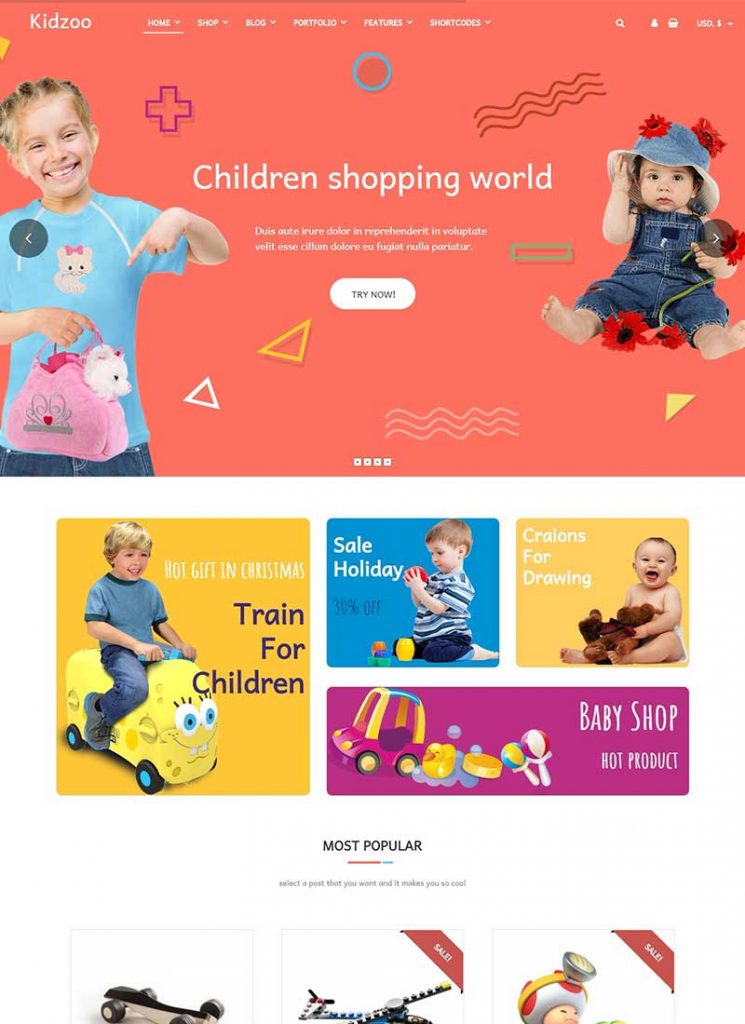 Kidzoo
HOME SHOP BLOG PORTFOLIO FEATURES SHORTCODES USD, $
Children shopping world
Duis aute irure dolor in reprehenderit in voluptate
velit esse cillum dolore eu fugiat nulla pariatur.
TRY NOW!
Hot gift in christmas
Train
For
Children
Sale
Holiday
30% off
Craions
For
Drawing
Baby Shop
hot product
MOST POPULAR
select a post that you want and it makes you so cool
SALE!
SALE!